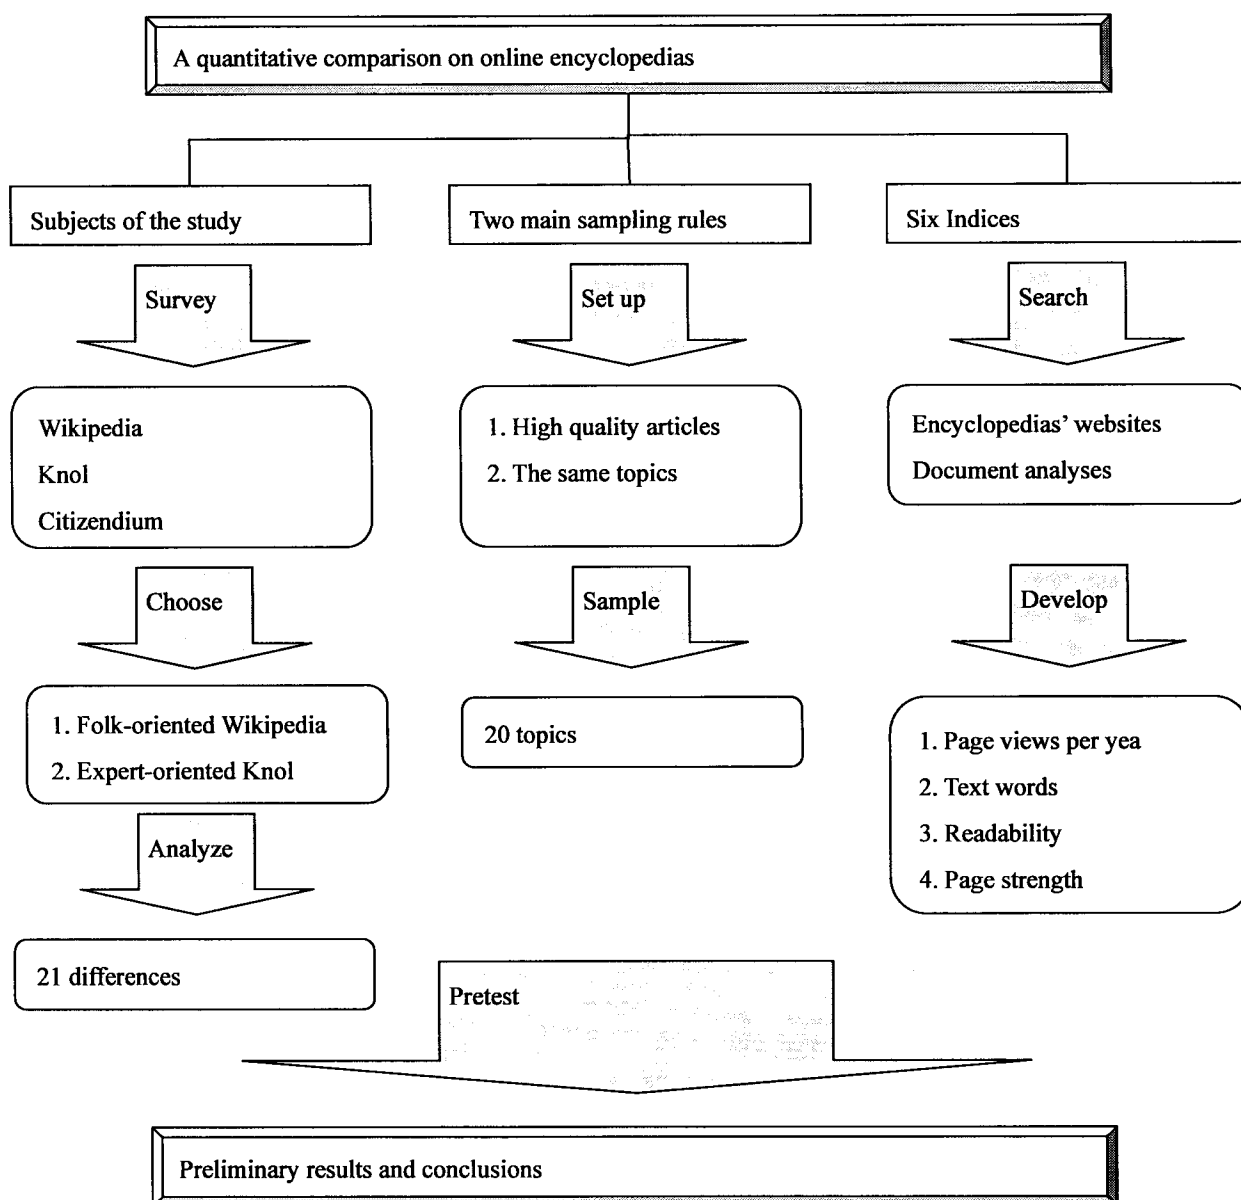 A quantitative comparison on online encyclopedias
Subjects of the study
Two main sampling rules
Six Indices
Survey
Set up
Search
Wikipedia
Knol
Citizendium
1. High quality articles
2. The same topics
Encyclopedias' websites
Document analyses
Choose
Sample
Develop
1. Folk-oriented Wikipedia
2. Expert-oriented Knol
20 topics
1. Page views per yea
2. Text words
3. Readability
4. Page strength
Analyze
21 differences
Pretest
Preliminary results and conclusions